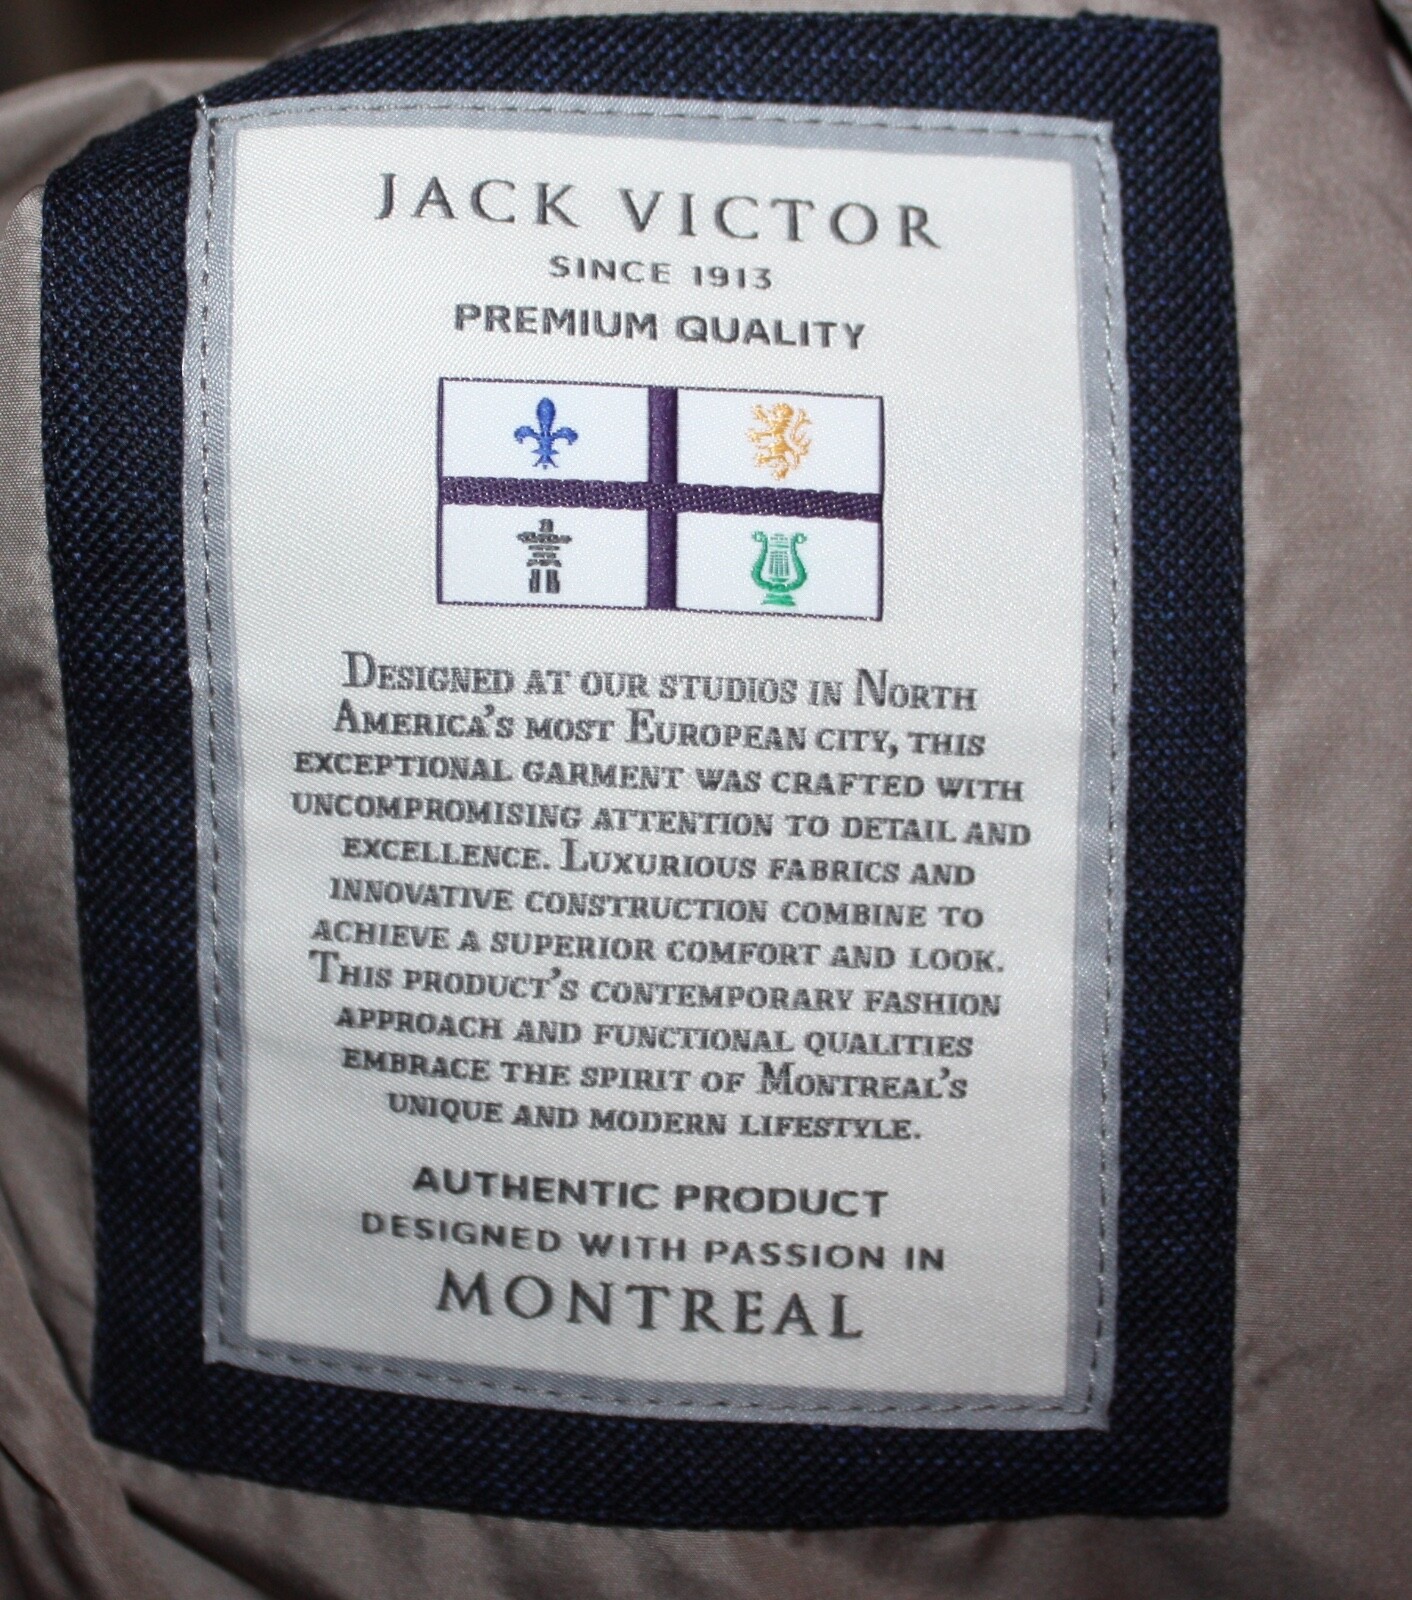 JACK VICTOR
SINCE 1913
PREMIUM QUALITY
DESIGNED AT OUR STUDIOS IN NORTH
AMERICA'S MOST EUROPEAN CITY, THIS
EXCEPTIONAL GARMENT WAS CRAFTED WITH
UNCOMPROMISING ATTENTION TO DETAIL AND
EXCELLENCE. LUXURIOUS FABRICS AND
INNOVATIVE CONSTRUCTION COMBINE TO
ACHIEVE A SUPERIOR COMFORT AND LOOK.
THIS PRODUCT'S CONTEMPORARY FASHION
APPROACH AND FUNCTIONAL QUALITIES
EMBRACE THE SPIRIT OF MONTREAL'S
UNIQUE AND MODERN LIFESTYLE.
AUTHENTIC PRODUCT
DESIGNED WITH PASSION IN
MONTREAL